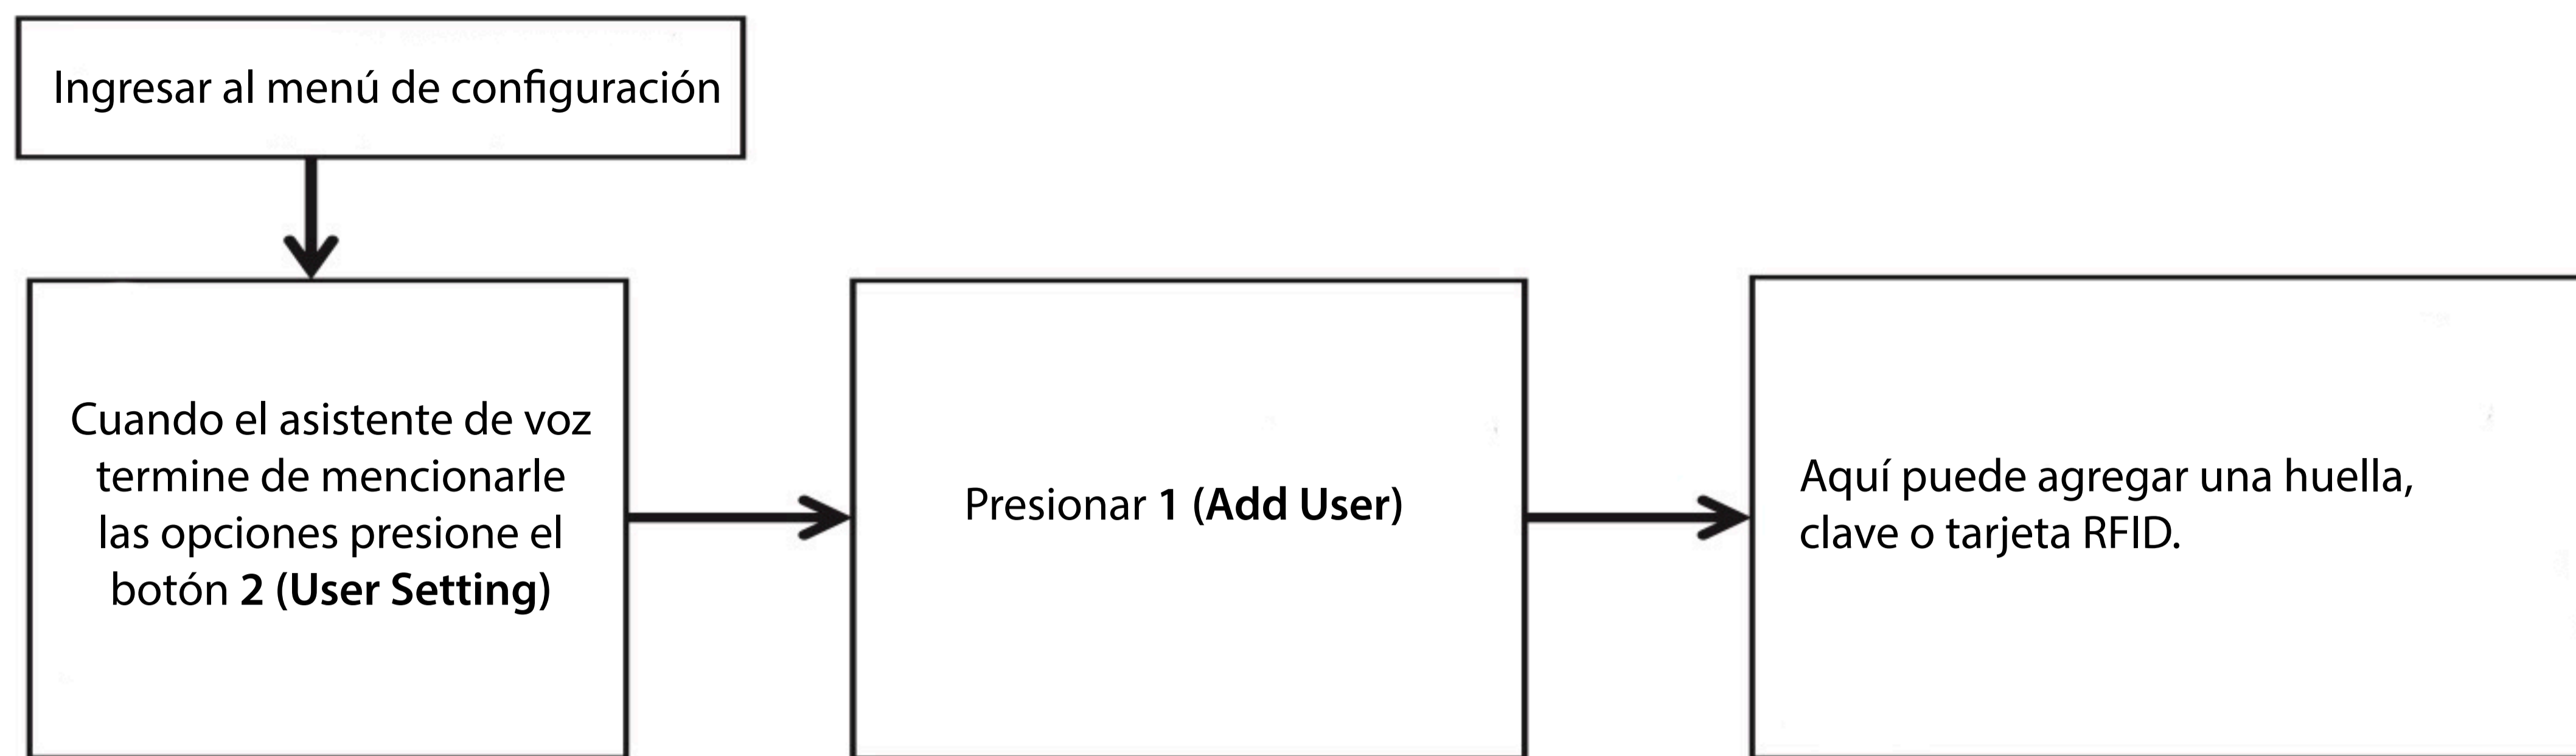 Ingresar al menú de configuración
Cuando el asistente de voz
termine de mencionarle
las opciones presione el
botón 2 (User Setting)
Presionar 1 (Add User)
Aquí puede agregar una huella,
clave o tarjeta RFID.